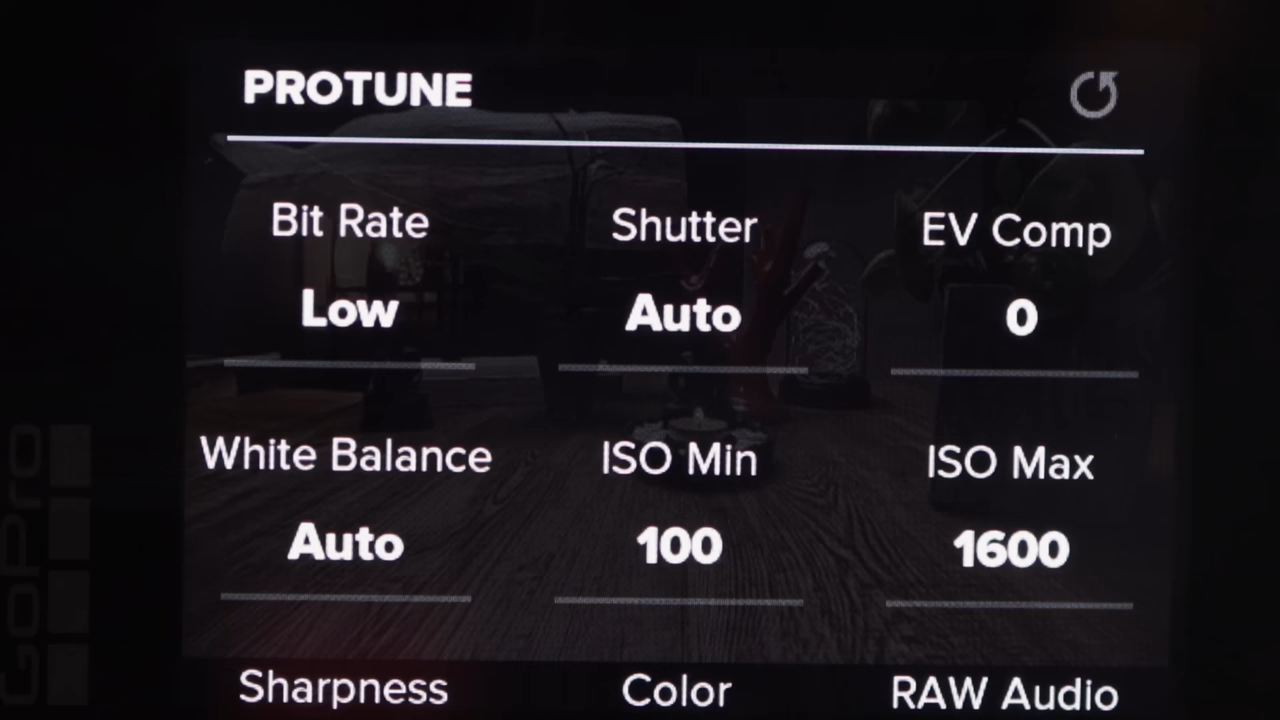 PROTUNE
Bit Rate Shutter EV Comp
Low Auto 0
White Balance ISO Min ISO Max
Auto 100 1600
Sharpness Color RAW Audio
GoPro